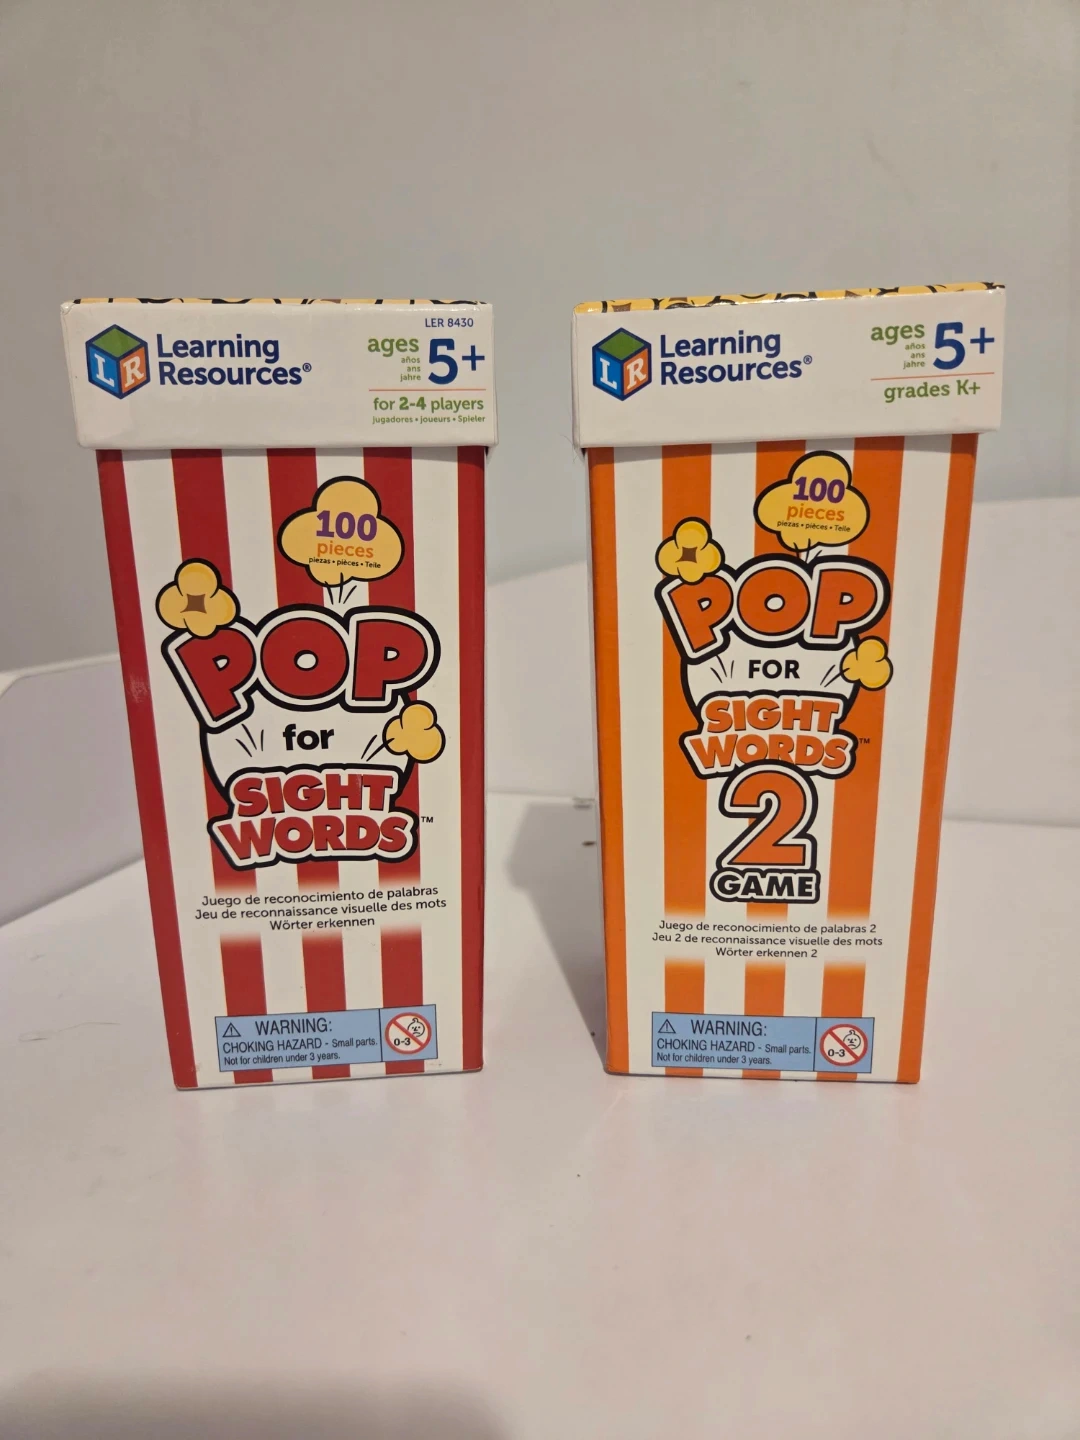 LER 8430
LR
Learning
Resources®
ages
años
ans
jahre
5+
for 2-4 players
jugadores • joueurs • Spieler
100
pieces
piezas • pièces • Teile
POP
for
SIGHT
WORDS™
Juego de reconocimiento de palabras
Jeu de reconnaissance visuelle des mots
Wörter erkennen
WARNING:
CHOKING HAZARD - Small parts.
Not for children under 3 years.
0-3
LR
Learning
Resources®
ages
años
ans
jahre
5+
grades K+
100
pieces
piezas • pièces • Teile
POP
FOR
SIGHT
WORDS™
2
GAME
Juego de reconocimiento de palabras 2
Jeu 2 de reconnaissance visuelle des mots
Wörter erkennen 2
WARNING:
CHOKING HAZARD - Small parts.
Not for children under 3 years.
0-3